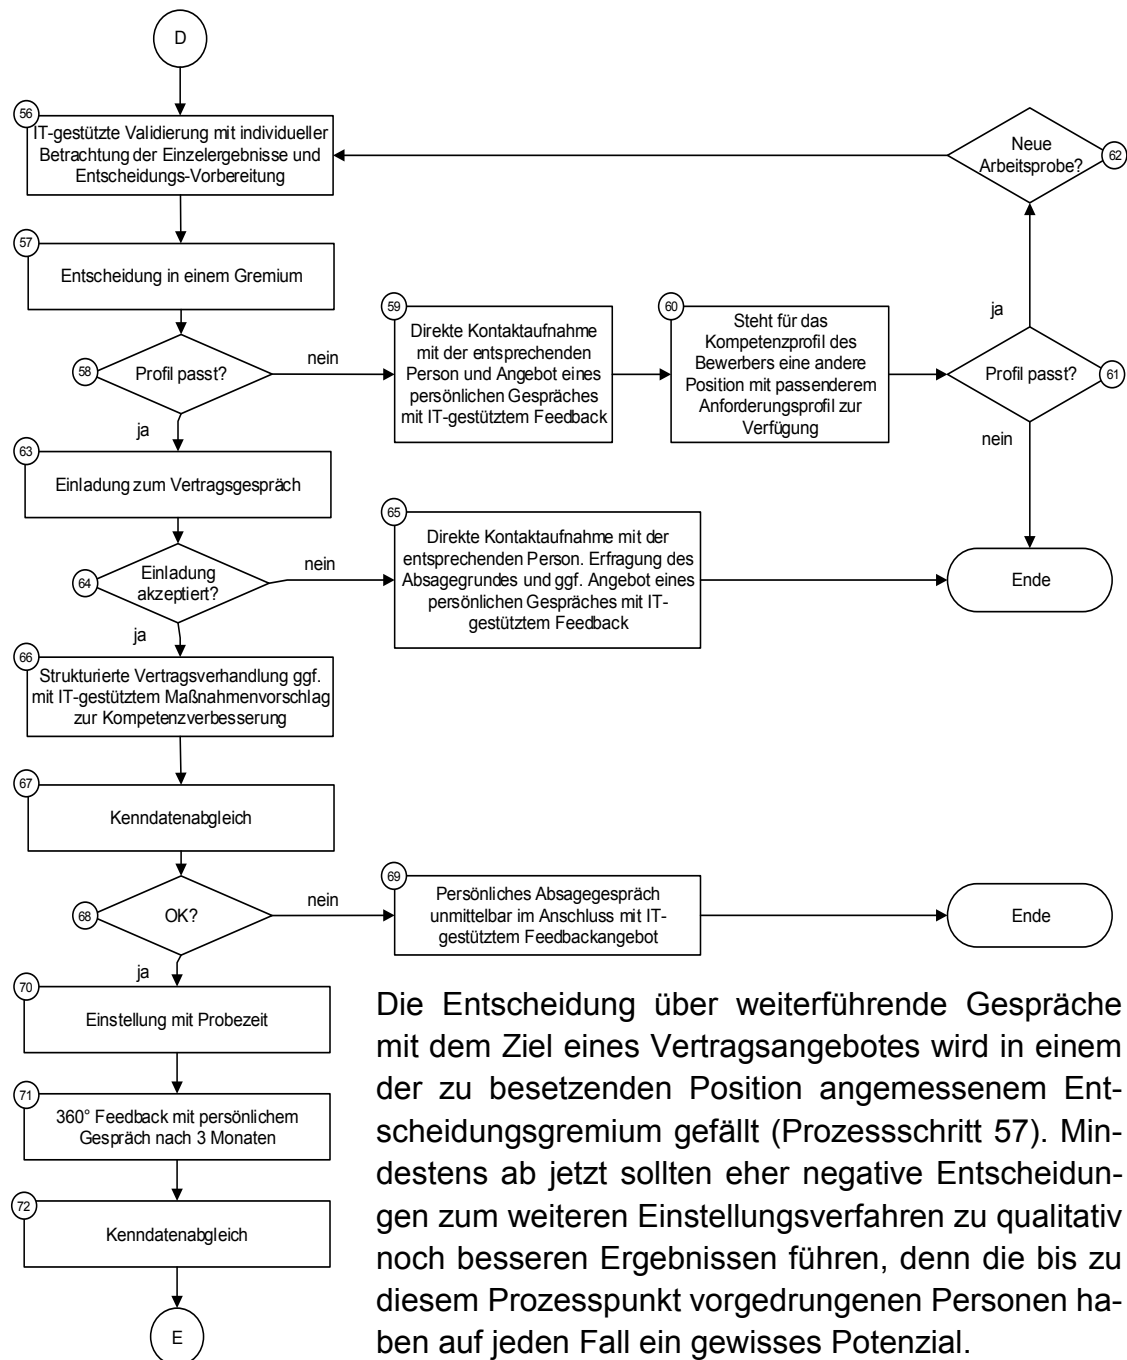 D
56
IT-gestützte Validierung mit individueller
Betrachtung der Einzelergebnisse und
Entscheidungs-Vorbereitung
Neue
Arbeitsprobe?
62
57
Entscheidung in einem Gremium
58
Profil passt?
nein
ja
59
Direkte Kontaktaufnahme
mit der entsprechenden
Person und Angebot eines
persönlichen Gespräches
mit IT-gestütztem Feedback
60
Steht für das
Kompetenzprofil des
Bewerbers eine andere
Position mit passenderem
Anforderungsprofil zur
Verfügung
ja
Profil passt?
61
nein
63
Einladung zum Vertragsgespräch
64
Einladung
akzeptiert?
nein
ja
65
Direkte Kontaktaufnahme mit der
entsprechenden Person. Erfragung des
Absagegrundes und ggf. Angebot eines
persönlichen Gespräches mit IT-
gestütztem Feedback
Ende
66
Strukturierte Vertragsverhandlung ggf.
mit IT-gestütztem Maßnahmenvorschlag
zur Kompetenzverbesserung
67
Kenndatenabgleich
68
OK?
nein
ja
69
Persönliches Absagegespräch
unmittelbar im Anschluss mit IT-
gestütztem Feedbackangebot
Ende
70
Einstellung mit Probezeit
71
360° Feedback mit persönlichem
Gespräch nach 3 Monaten
72
Kenndatenabgleich
E
Die Entscheidung über weiterführende Gespräche
mit dem Ziel eines Vertragsangebotes wird in einem
der zu besetzenden Position angemessenem Ent-
scheidungsgremium gefällt (Prozessschritt 57). Min-
destens ab jetzt sollten eher negative Entscheidun-
gen zum weiteren Einstellungsverfahren zu qualitativ
noch besseren Ergebnissen führen, denn die bis zu
diesem Prozesspunkt vorgedrungenen Personen ha-
ben auf jeden Fall ein gewisses Potenzial.